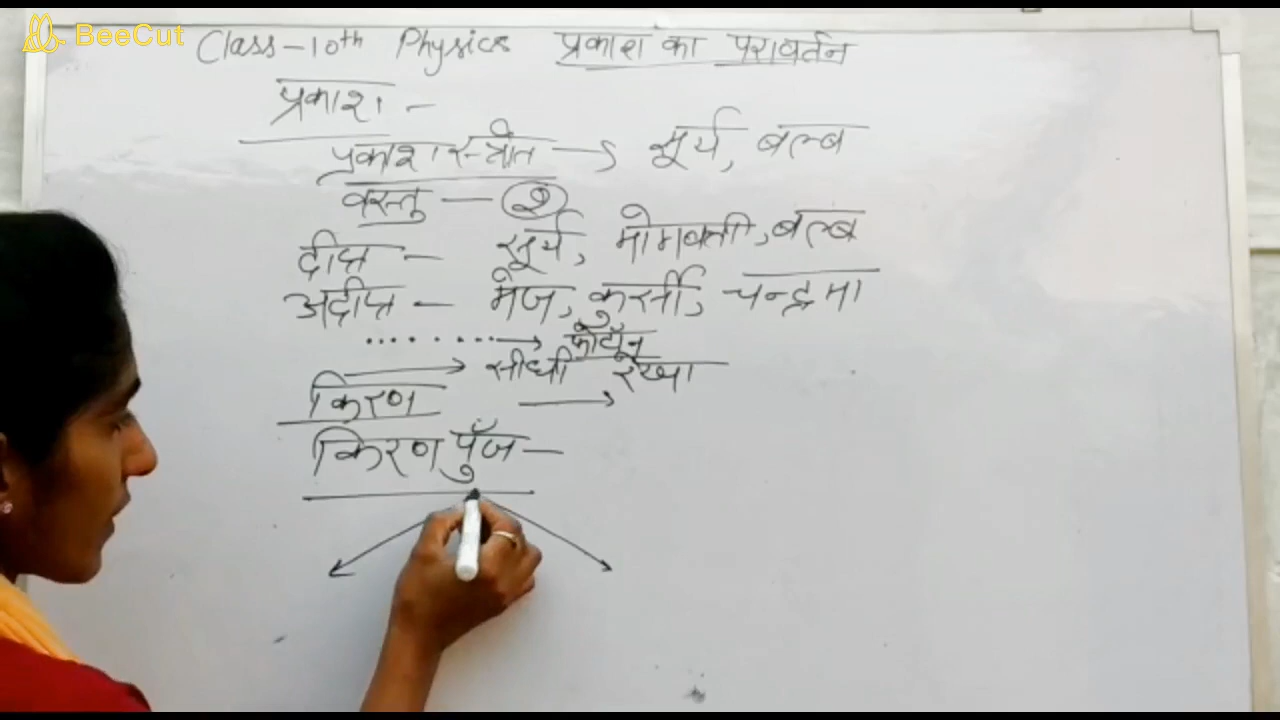 BeeCut
Class-10th Physics प्रकाश का परावर्तन
प्रकाश -
प्रकाश स्त्रोत → सूर्य, बल्ब
वस्तु — 2
दीप्त - सूर्य, मोमबत्ती, बल्ब
अदीप्त - मेज, कुर्सी, चन्द्रमा
........→ फोटॉन
→ सीधी रेखा
किरण →
किरण पुँज —